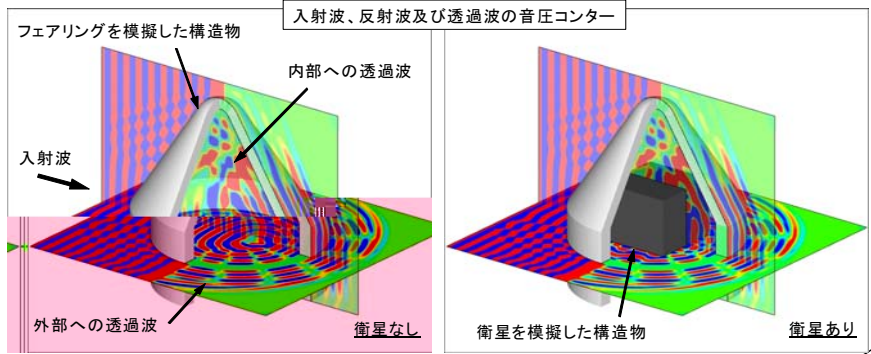 入射波、反射波及び透過波の音圧コンター
フェアリングを模擬した構造物
内部への透過波
入射波
外部への透過波
衛星なし
衛星を模擬した構造物
衛星あり